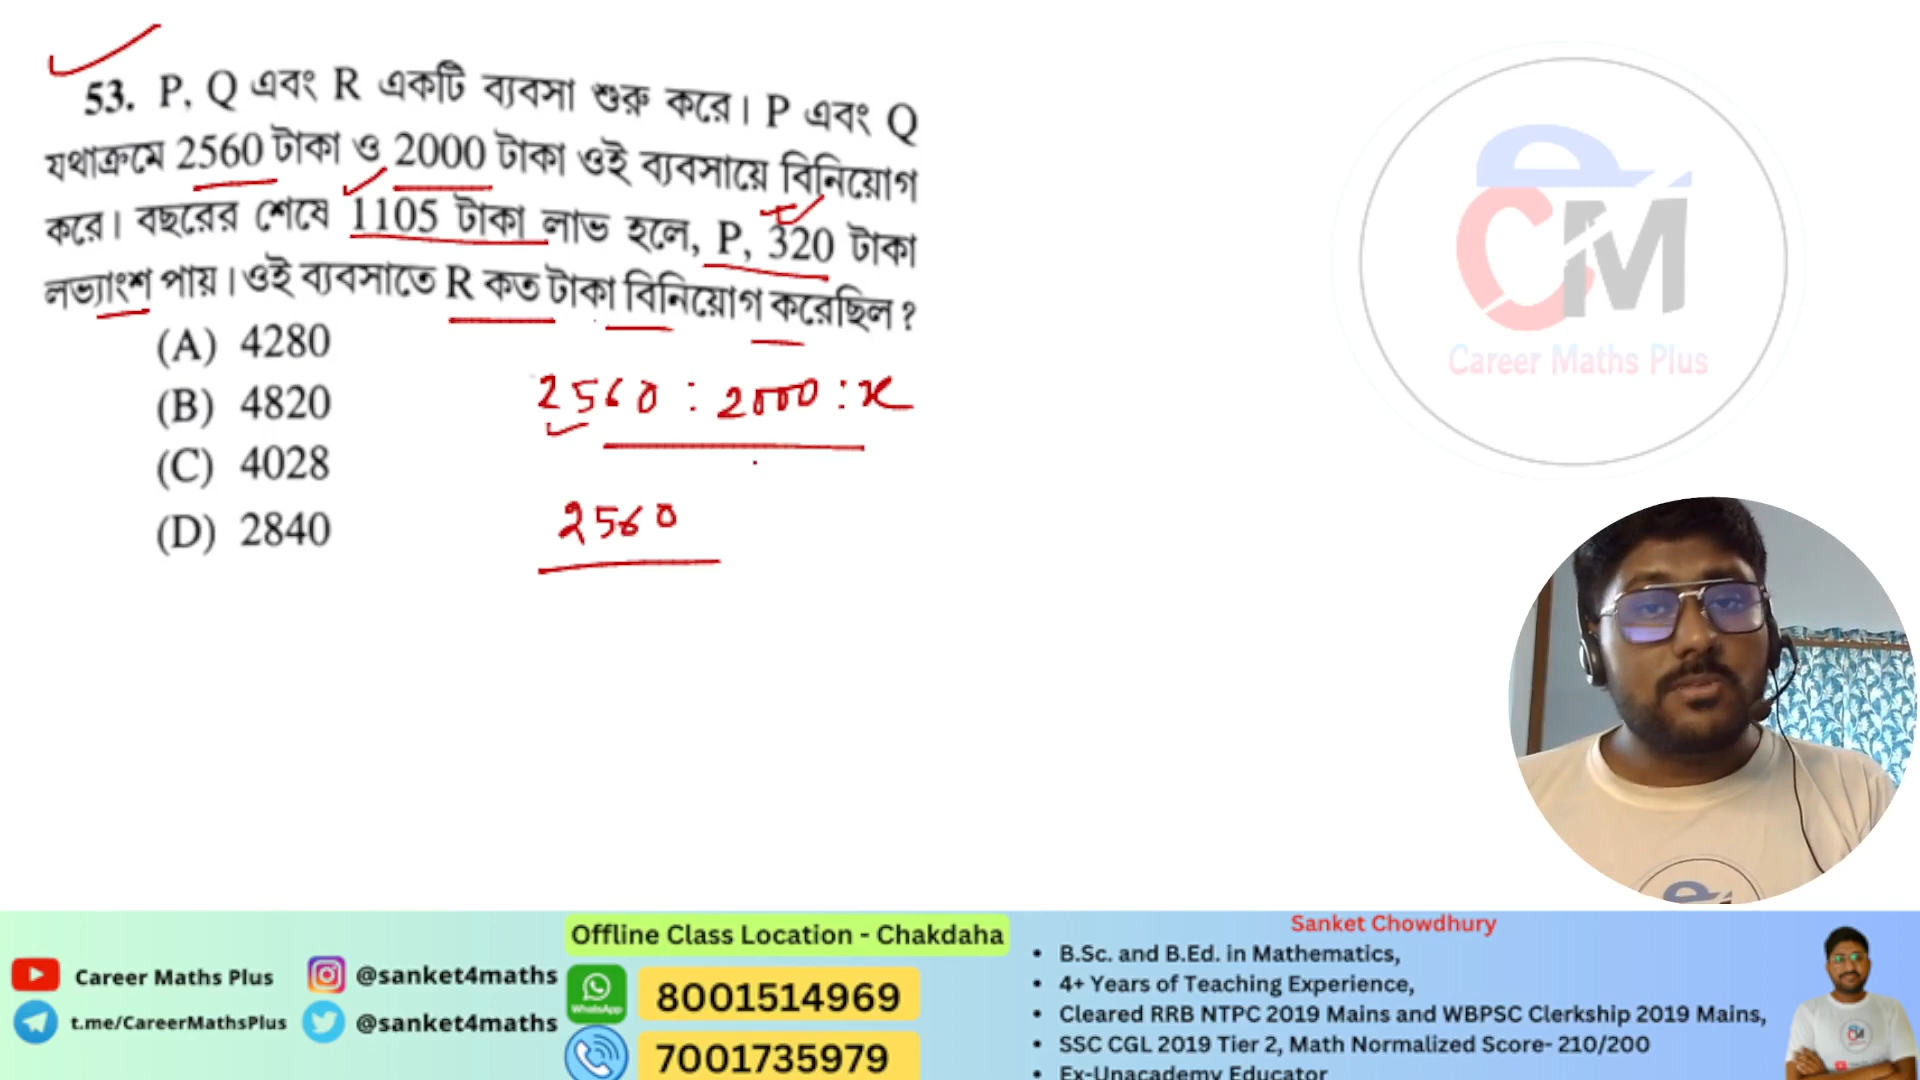 53. P, Q এবং R একটি ব্যবসা শুরু করে। P এবং Q
যথাক্রমে 2560 টাকা ও 2000 টাকা ওই ব্যবসায়ে বিনিয়োগ
করে। বছরের শেষে 1105 টাকা লাভ হলে, P, 320 টাকা
লভ্যাংশ পায়। ওই ব্যবসাতে R কত টাকা বিনিয়োগ করেছিল ?
(A) 4280
(B) 4820
(C) 4028
(D) 2840
2560 : 2000 : x
2560
CM
Career Maths Plus
Career Maths Plus
@sanket4maths
t.me/CareerMathsPlus
@sanket4maths
Offline Class Location - Chakdaha
WhatsApp
8001514969
7001735979
Sanket Chowdhury
• B.Sc. and B.Ed. in Mathematics,
• 4+ Years of Teaching Experience,
• Cleared RRB NTPC 2019 Mains and WBPSC Clerkship 2019 Mains,
• SSC CGL 2019 Tier 2, Math Normalized Score- 210/200
• Ex-Unacademy Educator